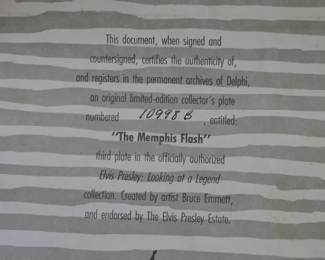 This document, when signed and
countersigned, certifies the authenticity of,
and registers in the permanent archives of Delphi,
an original limited-edition collector's plate
numbered 10998 B , entitled:
"The Memphis Flash"
third plate in the officially authorized
Elvis Presley: Looking at a Legend
collection. Created by artist Bruce Emmett,
and endorsed by The Elvis Presley Estate.